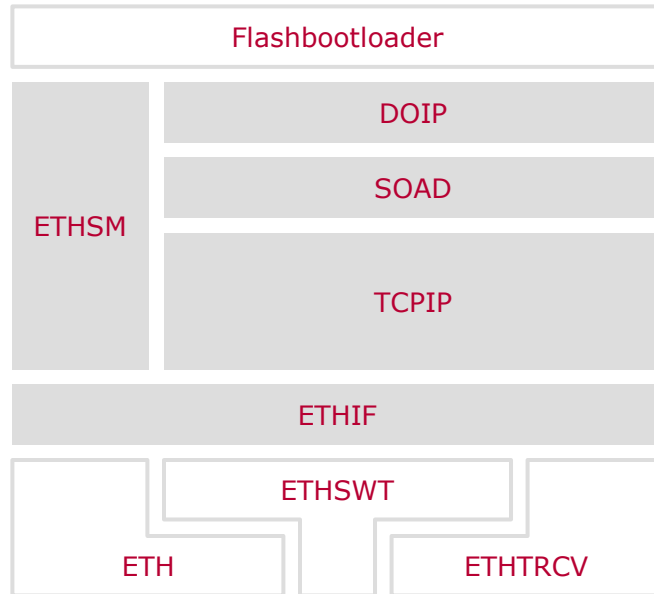 Flashbootloader
DOIP
SOAD
ETHSM
TCPIP
ETHIF
ETHSWT
ETH
ETHTRCV